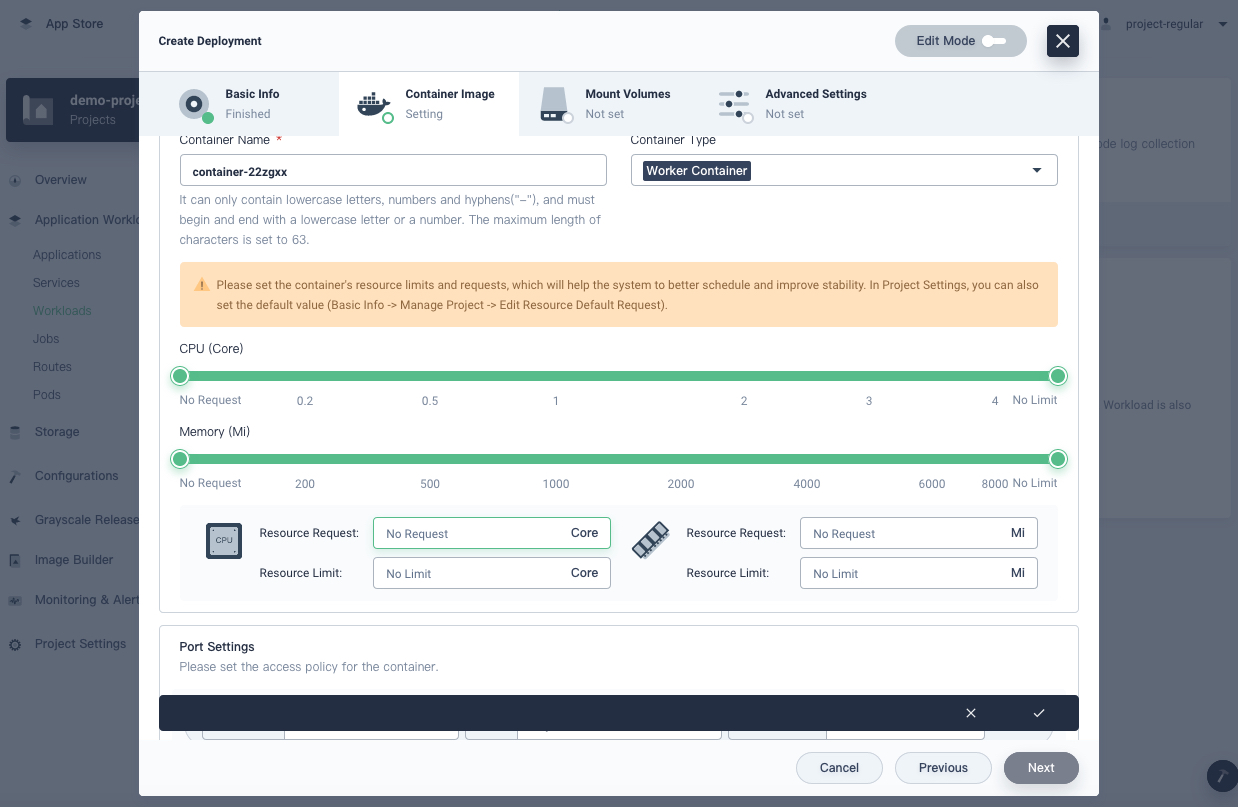 App Store
project-regular
Create Deployment
Edit Mode
demo-proje
Projects
Basic Info
Finished
Container Image
Setting
Mount Volumes
Not set
Advanced Settings
Not set
Container Name *
Container Type
ode log collection
container-22zgxx
Worker Container
It can only contain lowercase letters, numbers and hyphens("-"), and must
begin and end with a lowercase letter or a number. The maximum length of
characters is set to 63.
Overview
Application Worklo
Applications
Services
Workloads
Jobs
Routes
Pods
Storage
Configurations
Grayscale Release
Image Builder
Monitoring & Alert
Project Settings
Please set the container's resource limits and requests, which will help the system to better schedule and improve stability. In Project Settings, you can also
set the default value (Basic Info -> Manage Project -> Edit Resource Default Request).
CPU (Core)
No Request 0.2 0.5 1 2 3 4 No Limit
Workload is also
Memory (Mi)
No Request 200 500 1000 2000 4000 6000 8000 No Limit
CPU
Resource Request: No Request Core
Resource Request: No Request Mi
Resource Limit: No Limit Core
Resource Limit: No Limit Mi
Port Settings
Please set the access policy for the container.
Cancel
Previous
Next